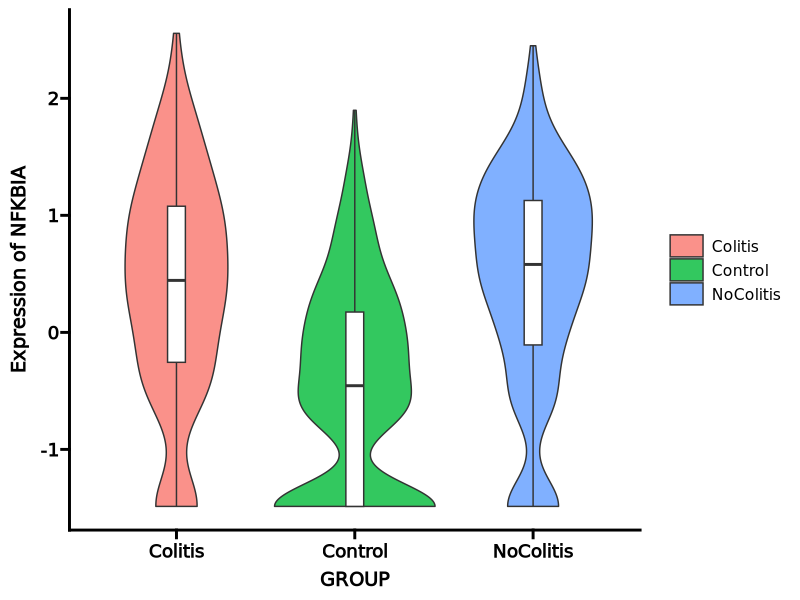 Expression of NFKBIA
2
1
0
-1
Colitis
Control
NoColitis
GROUP
Colitis
Control
NoColitis